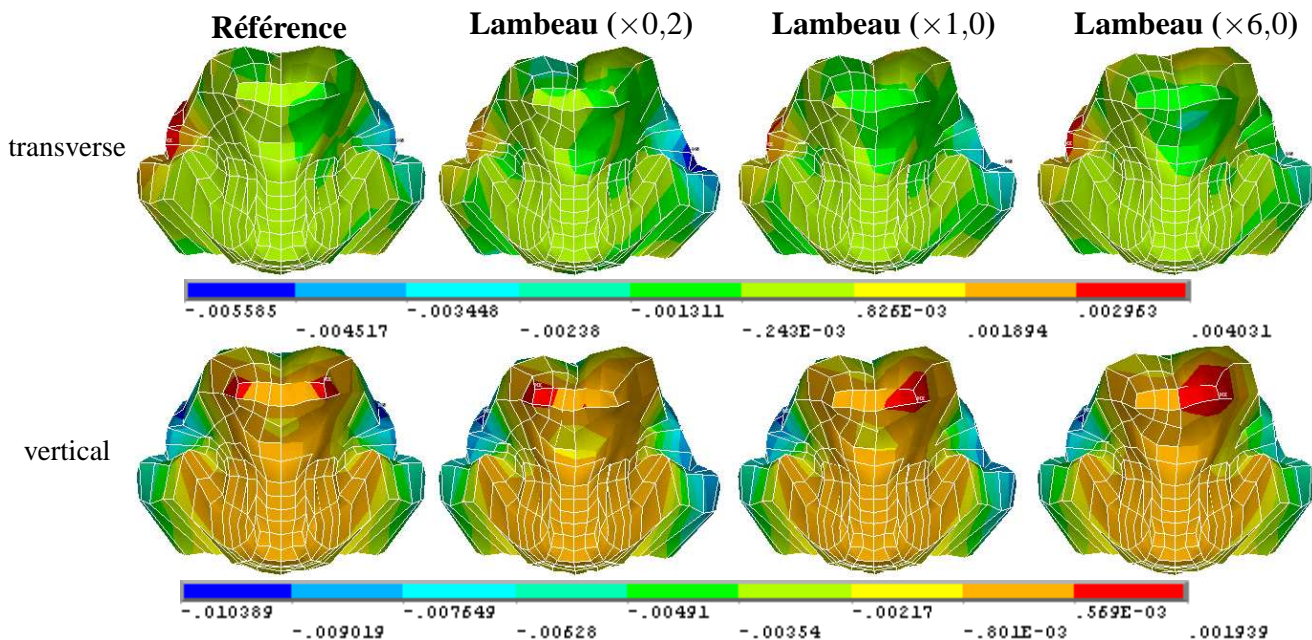 Référence Lambeau (×0,2) Lambeau (×1,0) Lambeau (×6,0)
transverse
-.005585 -.003448 -.001311 .826E-03 .002963
-.004517 -.00238 -.243E-03 .001894 .004031
vertical
-.010389 -.007649 -.00491 -.00217 .569E-03
-.009019 -.00628 -.00354 -.801E-03 .001939